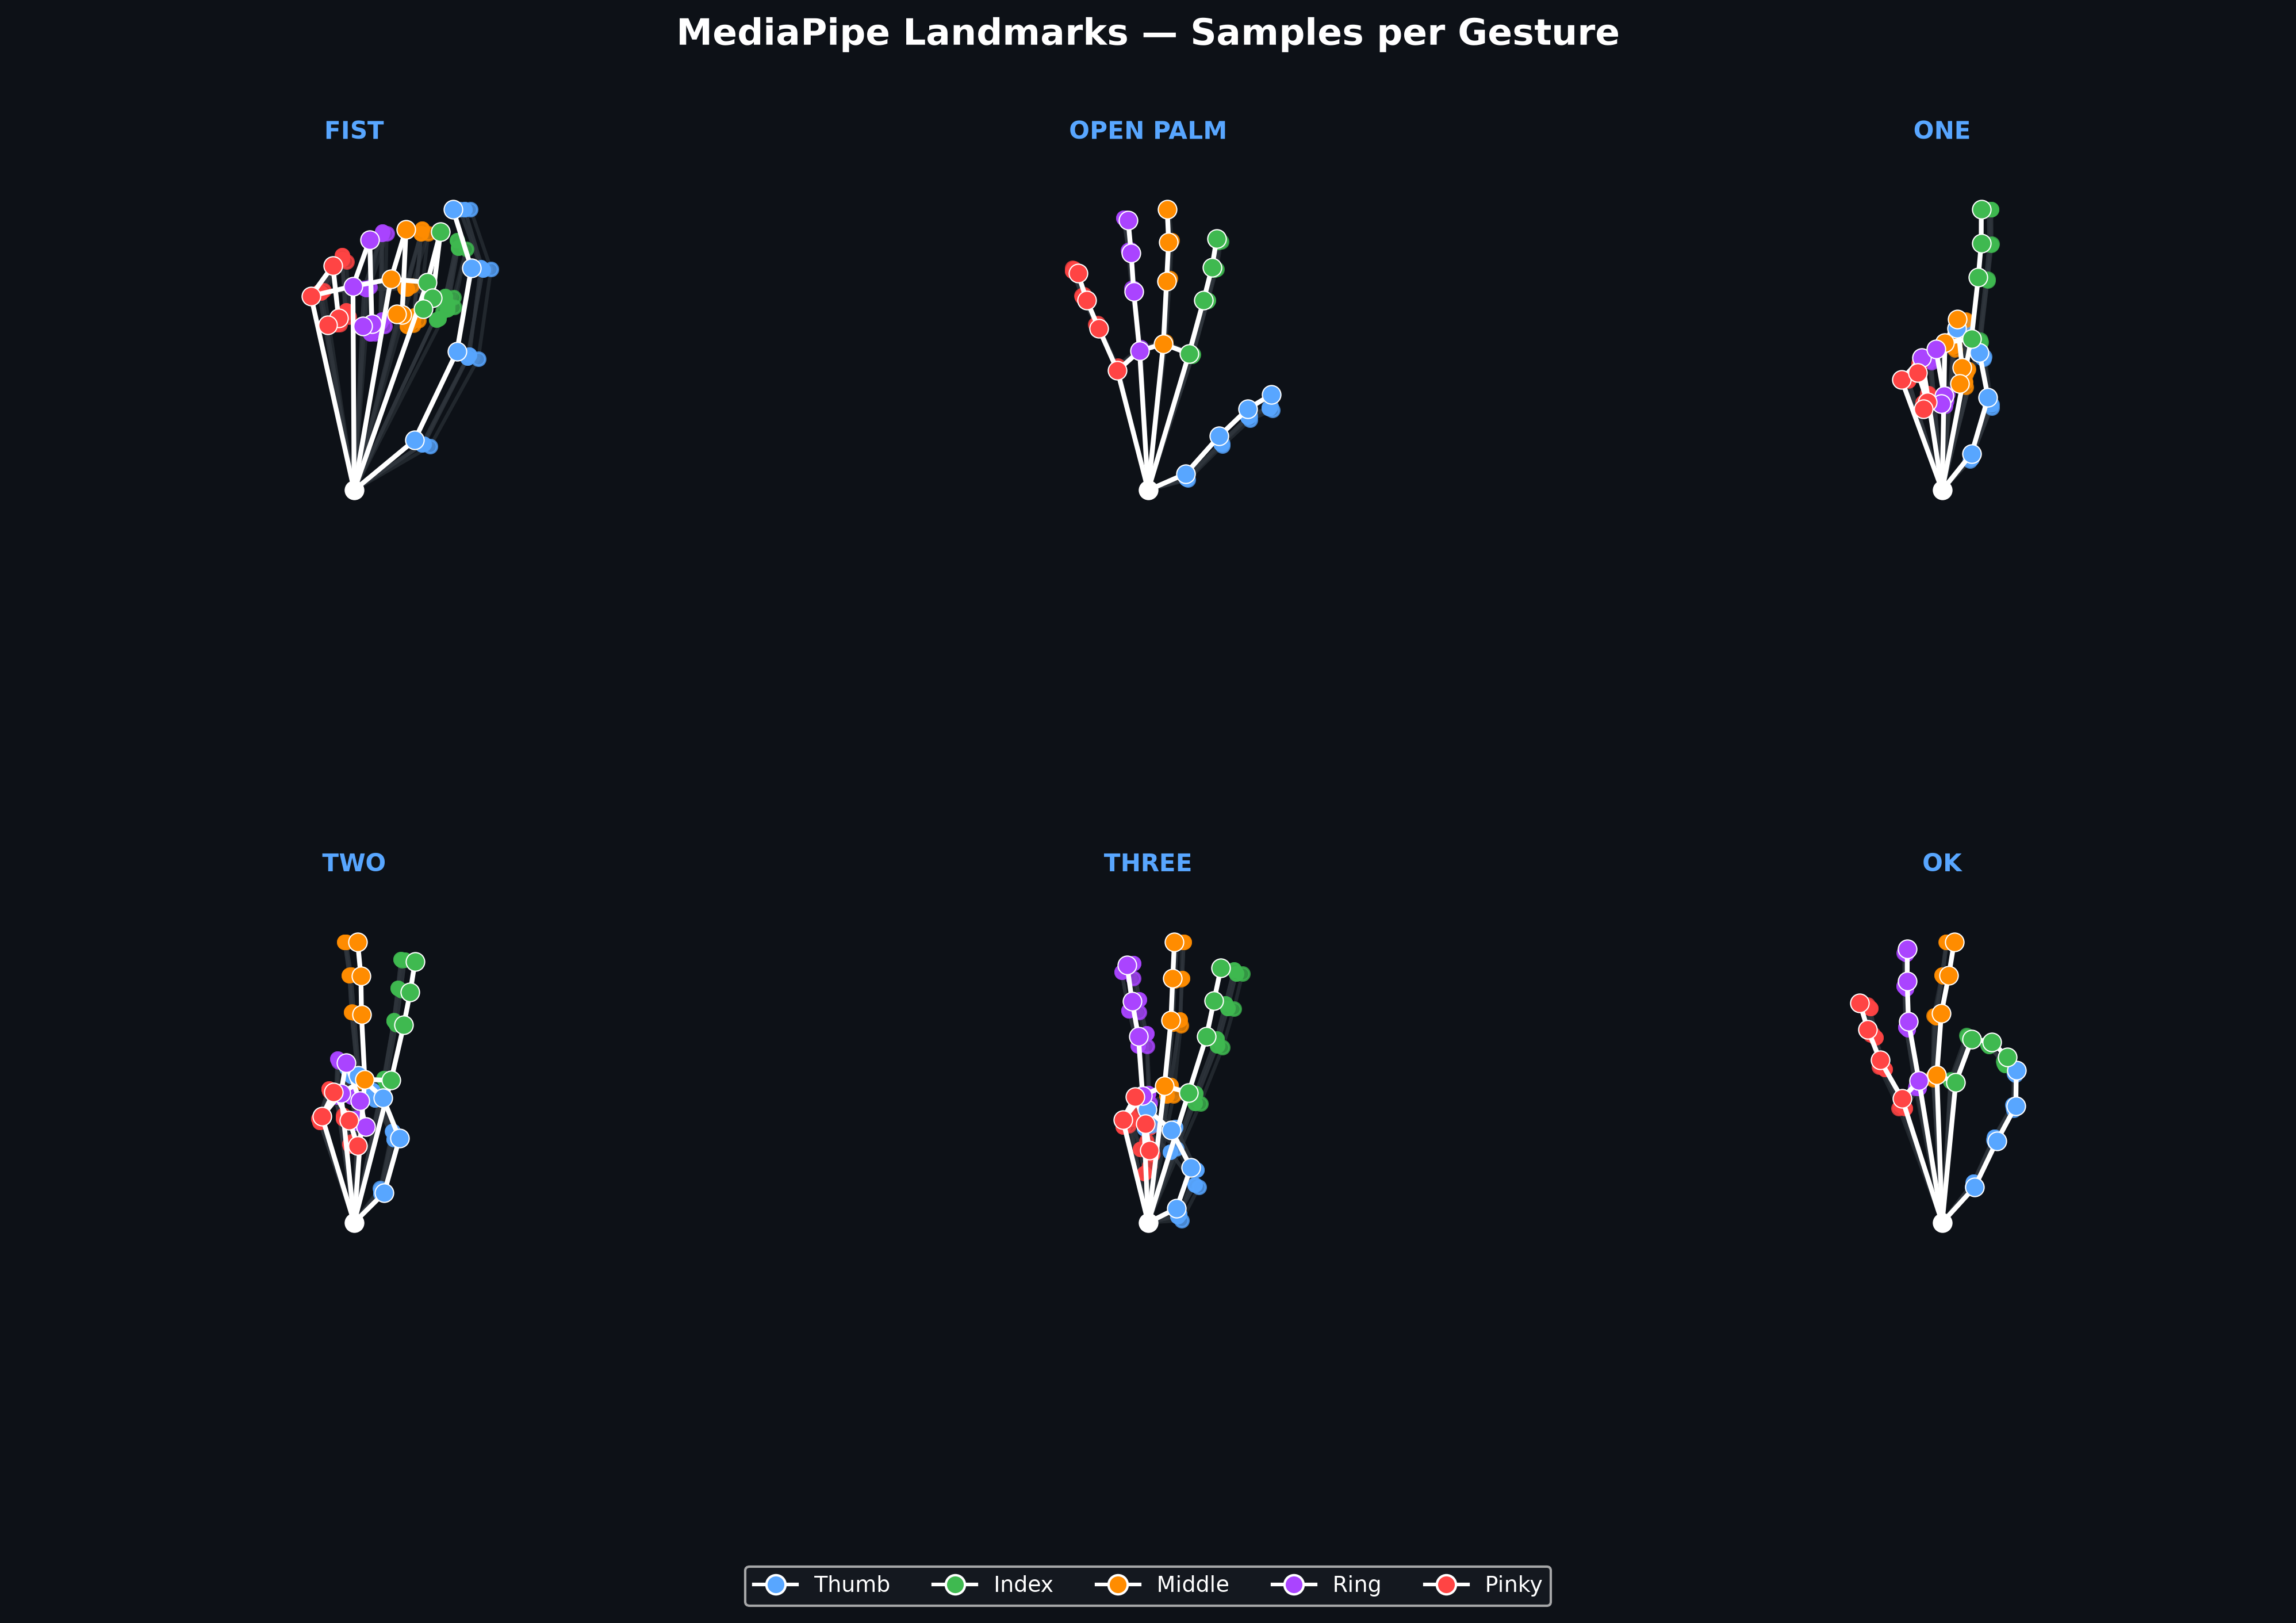 MediaPipe Landmarks — Samples per Gesture
FIST
OPEN PALM
ONE
TWO
THREE
OK
Thumb
Index
Middle
Ring
Pinky